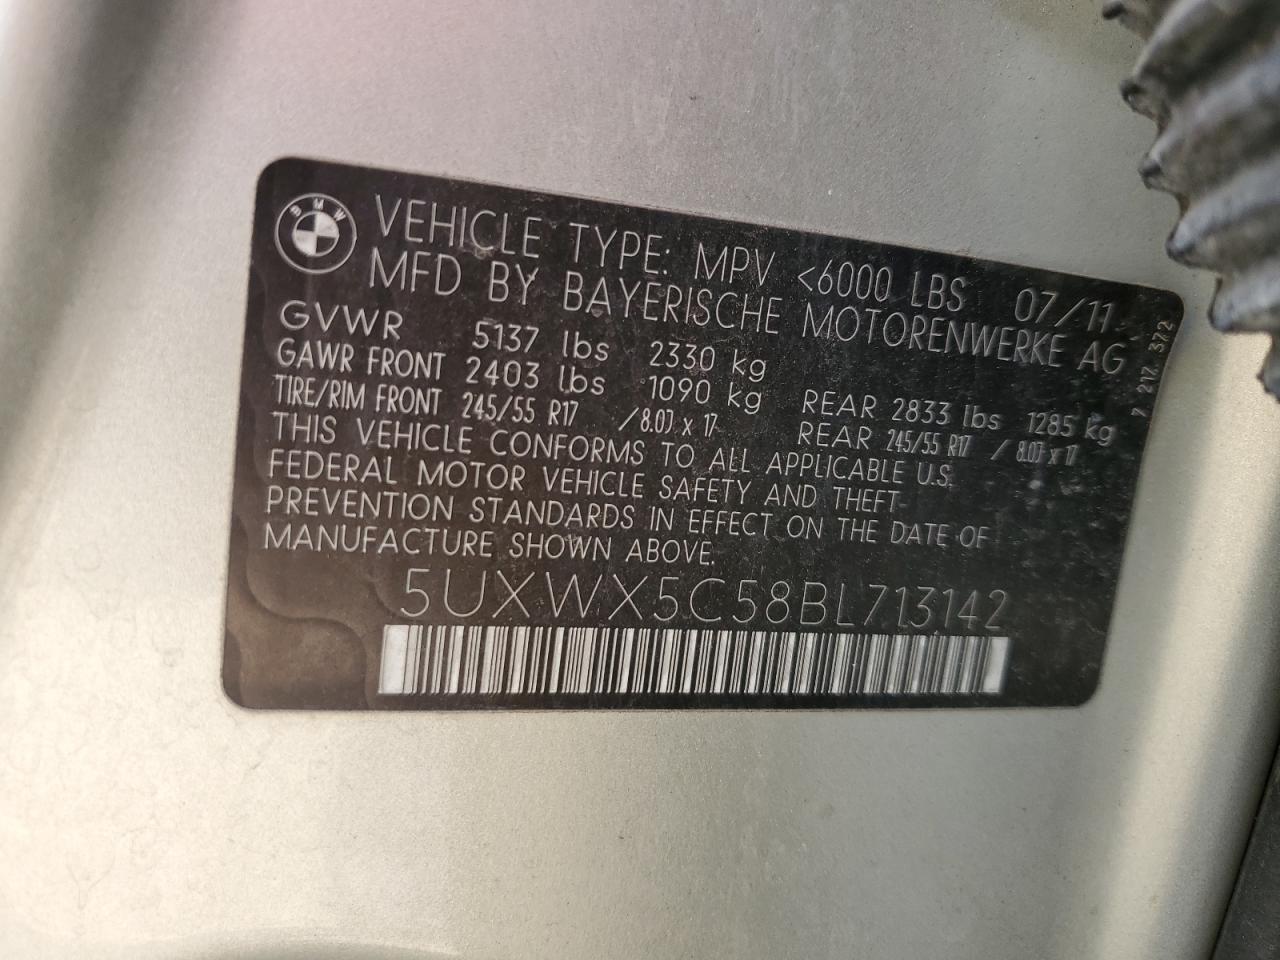 BMW
VEHICLE TYPE: MPV <6000 LBS 07/11
MFD BY BAYERISCHE MOTORENWERKE AG
GVWR 5137 lbs 2330 kg
GAWR FRONT 2403 lbs 1090 kg REAR 2833 lbs 1285 kg
TIRE/RIM FRONT 245/55 R17 /8.0J x 17 REAR 245/55 R17 / 8.0J x 17
THIS VEHICLE CONFORMS TO ALL APPLICABLE U.S.
FEDERAL MOTOR VEHICLE SAFETY AND THEFT
PREVENTION STANDARDS IN EFFECT ON THE DATE OF
MANUFACTURE SHOWN ABOVE.
5UXWX5C58BL713142
7 217 372